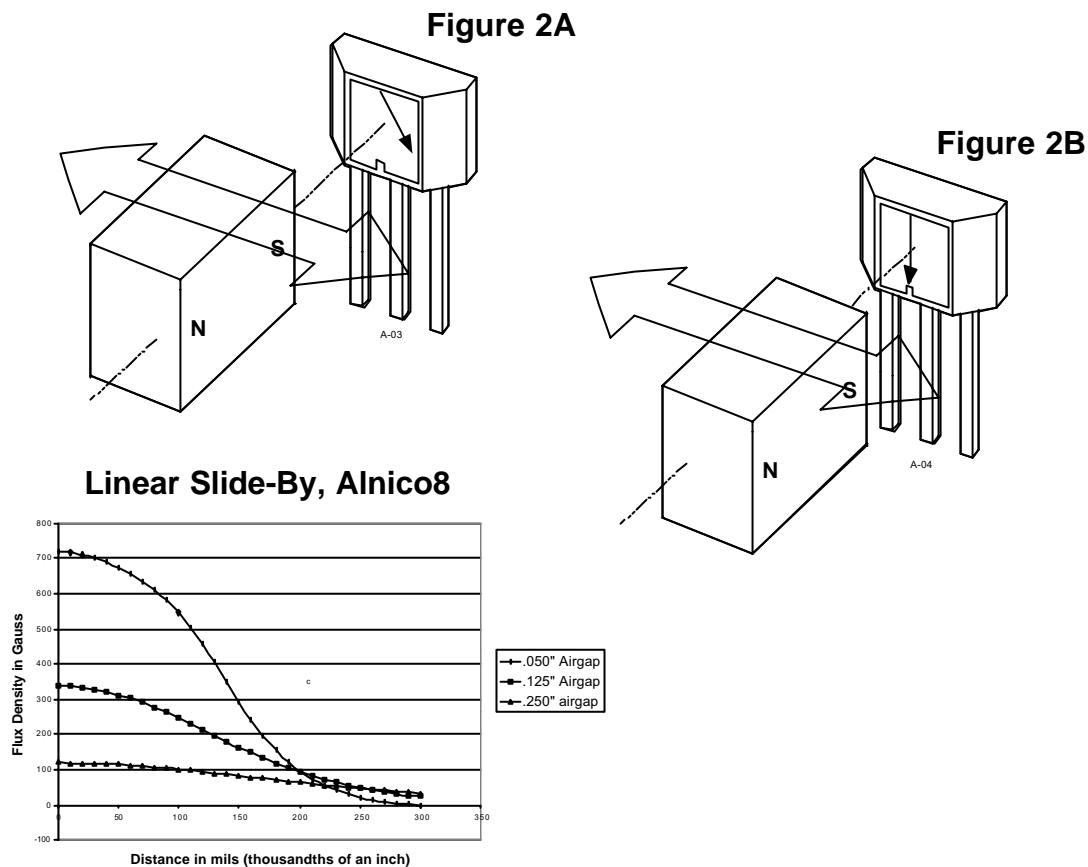 Figure 2A
Figure 2B
S
N
A-03
S
N
A-04
Linear Slide-By, Alnico8
800
700
600
500
400
300
200
100
0
-100
0
50
100
150
200
250
300
350
c
Flux Density in Gauss
Distance in mils (thousandths of an inch)
.050" Airgap
.125" Airgap
.250" airgap